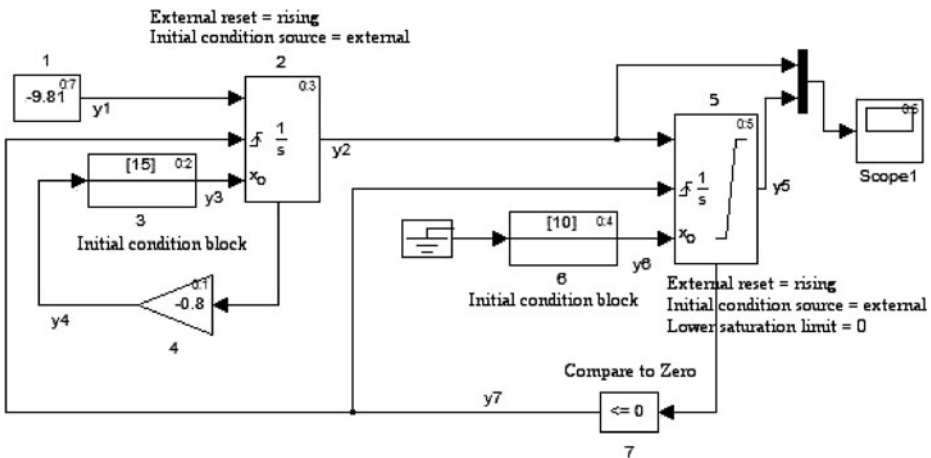 External reset = rising
Initial condition source = external
1
2
0:7
-9.81
y1
0:3
1
s
x0
y2
[15]
0:2
y3
3
Initial condition block
0:1
-0.8
y4
4
5
0:5
1
s
x0
y5
0:6
Scope1
[10]
0:4
y6
6
Initial condition block
External reset = rising
Initial condition source = external
Lower saturation limit = 0
Compare to Zero
<= 0
y7
7